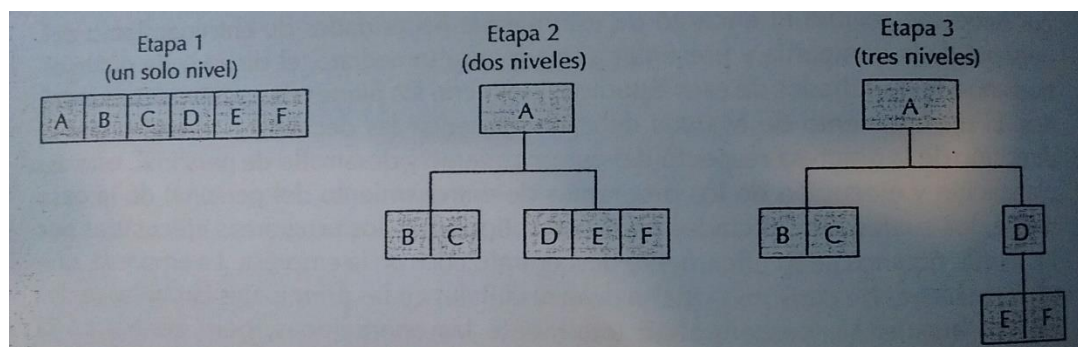 Etapa 1
(un solo nivel)
A B C D E F
Etapa 2
(dos niveles)
A
B C
D E F
Etapa 3
(tres niveles)
A
B C
D
E F